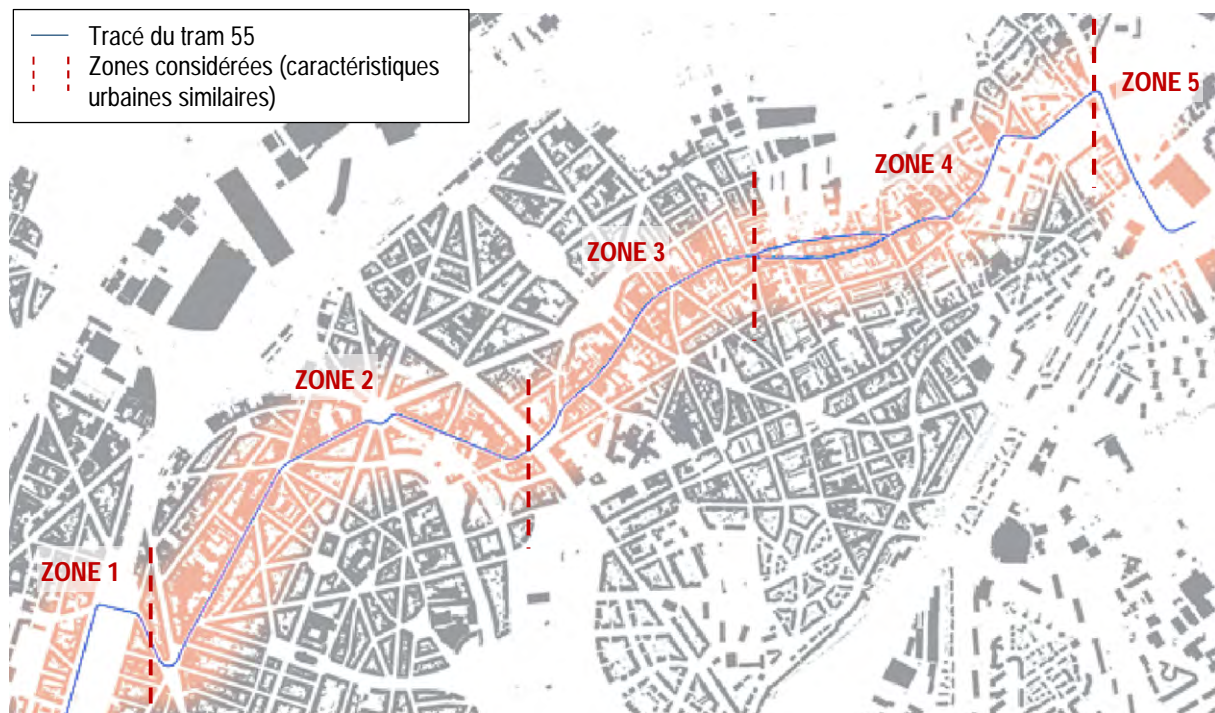 Tracé du tram 55
Zones considérées (caractéristiques
urbaines similaires)
ZONE 5
ZONE 4
ZONE 3
ZONE 2
ZONE 1